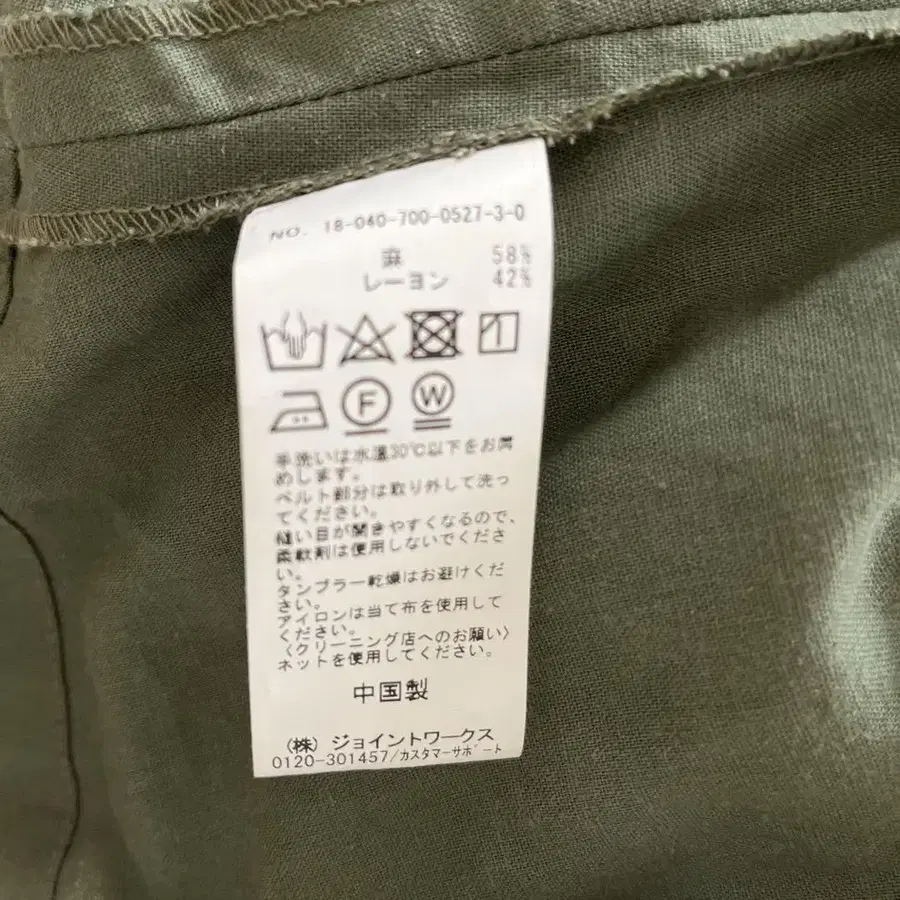 NO. 18-040-700-0527-3-0
麻 58%
レーヨン 42%
F W
手洗いは水温30℃以下をお薦
めします。
ベルト部分は取り外して洗っ
てください。
縫い目が開きやすくなるので、
柔軟剤は使用しないでくださ
い。
タンブラー乾燥はお避けくだ
さい。
アイロンは当て布を使用して
ください。
〈クリーニング店へのお願い〉
ネットを使用してください。
中国製
(株) ジョイントワークス
0120-301457/カスタマーサポート